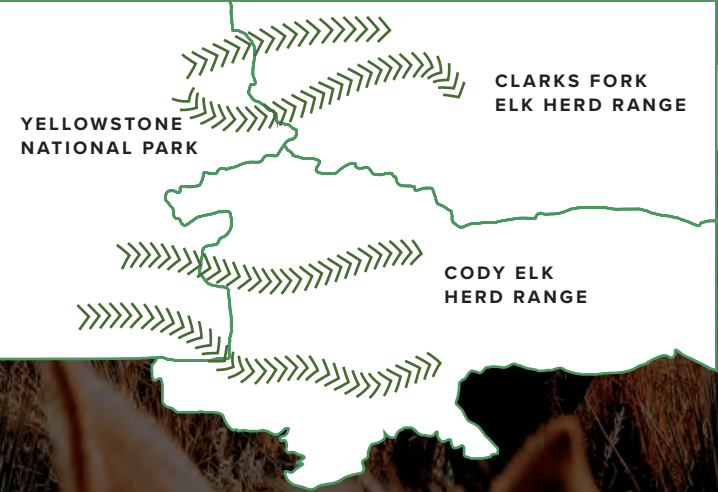 CLARKS FORK
ELK HERD RANGE
YELLOWSTONE
NATIONAL PARK
CODY ELK
HERD RANGE